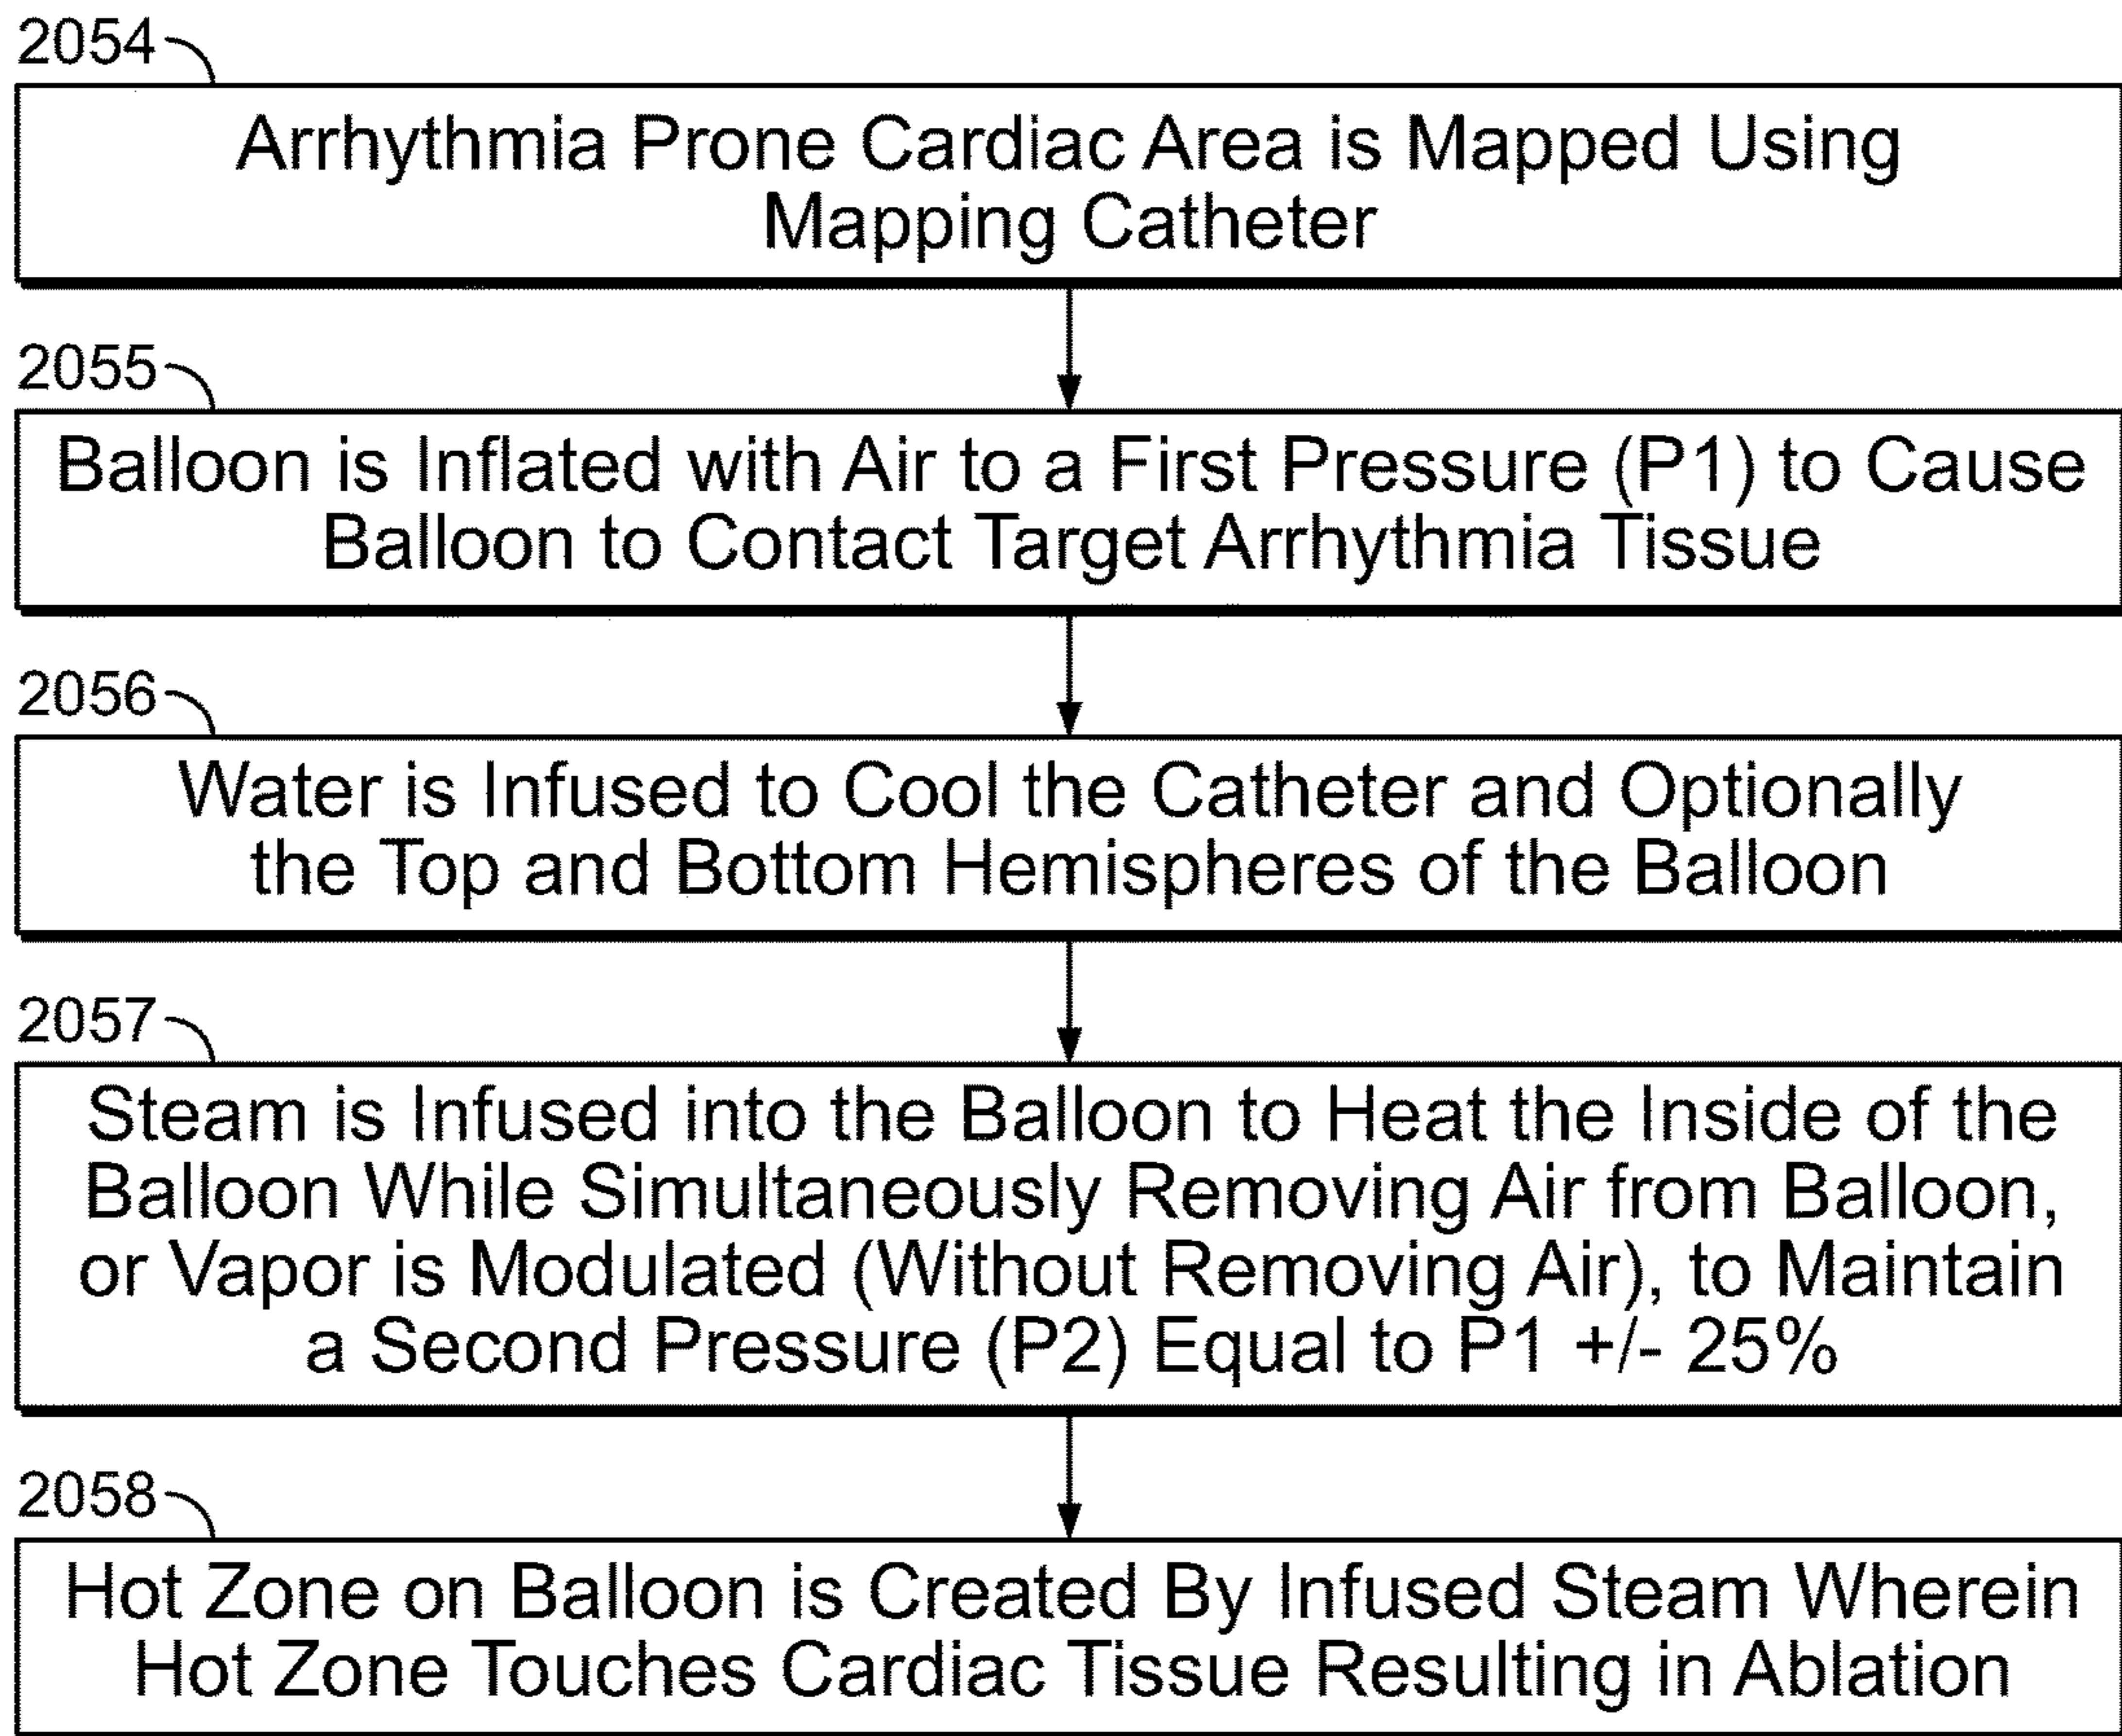 2054
Arrhythmia Prone Cardiac Area is Mapped Using
Mapping Catheter
2055
Balloon is Inflated with Air to a First Pressure (P1) to Cause
Balloon to Contact Target Arrhythmia Tissue
2056
Water is Infused to Cool the Catheter and Optionally
the Top and Bottom Hemispheres of the Balloon
2057
Steam is Infused into the Balloon to Heat the Inside of the
Balloon While Simultaneously Removing Air from Balloon,
or Vapor is Modulated (Without Removing Air), to Maintain
a Second Pressure (P2) Equal to P1 +/- 25%
2058
Hot Zone on Balloon is Created By Infused Steam Wherein
Hot Zone Touches Cardiac Tissue Resulting in Ablation